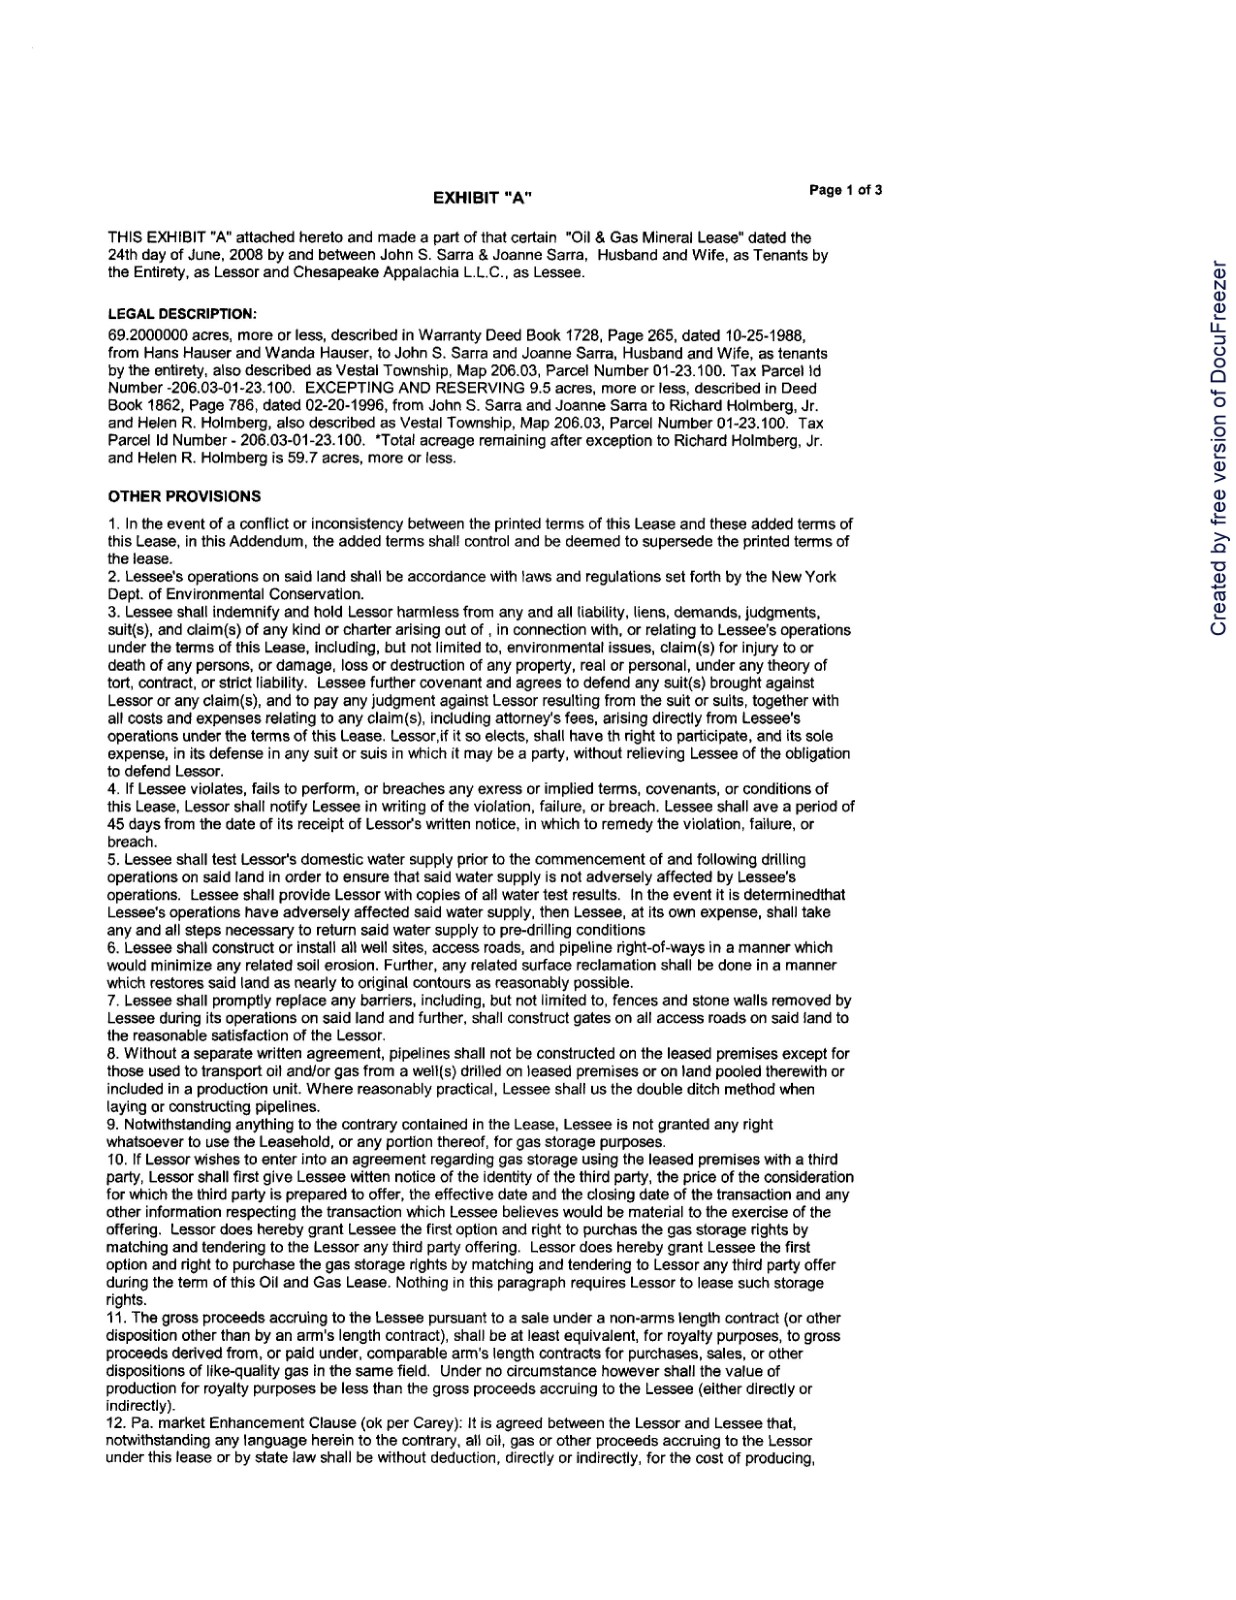 EXHIBIT "A"
Page 1 of 3
THIS EXHIBIT "A" attached hereto and made a part of that certain "Oil & Gas Mineral Lease" dated the
24th day of June, 2008 by and between John S. Sarra & Joanne Sarra, Husband and Wife, as Tenants by
the Entirety, as Lessor and Chesapeake Appalachia L.L.C., as Lessee.
LEGAL DESCRIPTION:
69.2000000 acres, more or less, described in Warranty Deed Book 1728, Page 265, dated 10-25-1988,
from Hans Hauser and Wanda Hauser, to John S. Sarra and Joanne Sarra, Husband and Wife, as tenants
by the entirety, also described as Vestal Township, Map 206.03, Parcel Number 01-23.100. Tax Parcel Id
Number -206.03-01-23.100. EXCEPTING AND RESERVING 9.5 acres, more or less, described in Deed
Book 1862, Page 786, dated 02-20-1996, from John S. Sarra and Joanne Sarra to Richard Holmberg, Jr.
and Helen R. Holmberg, also described as Vestal Township, Map 206.03, Parcel Number 01-23.100. Tax
Parcel Id Number - 206.03-01-23.100. *Total acreage remaining after exception to Richard Holmberg, Jr.
and Helen R. Holmberg is 59.7 acres, more or less.
OTHER PROVISIONS
1. In the event of a conflict or inconsistency between the printed terms of this Lease and these added terms of
this Lease, in this Addendum, the added terms shall control and be deemed to supersede the printed terms of
the lease.
2. Lessee's operations on said land shall be accordance with laws and regulations set forth by the New York
Dept. of Environmental Conservation.
3. Lessee shall indemnify and hold Lessor harmless from any and all liability, liens, demands, judgments,
suit(s), and claim(s) of any kind or charter arising out of , in connection with, or relating to Lessee's operations
under the terms of this Lease, including, but not limited to, environmental issues, claim(s) for injury to or
death of any persons, or damage, loss or destruction of any property, real or personal, under any theory of
tort, contract, or strict liability. Lessee further covenant and agrees to defend any suit(s) brought against
Lessor or any claim(s), and to pay any judgment against Lessor resulting from the suit or suits, together with
all costs and expenses relating to any claim(s), including attorney's fees, arising directly from Lessee's
operations under the terms of this Lease. Lessor,if it so elects, shall have th right to participate, and its sole
expense, in its defense in any suit or suis in which it may be a party, without relieving Lessee of the obligation
to defend Lessor.
4. If Lessee violates, fails to perform, or breaches any exress or implied terms, covenants, or conditions of
this Lease, Lessor shall notify Lessee in writing of the violation, failure, or breach. Lessee shall ave a period of
45 days from the date of its receipt of Lessor's written notice, in which to remedy the violation, failure, or
breach.
5. Lessee shall test Lessor's domestic water supply prior to the commencement of and following drilling
operations on said land in order to ensure that said water supply is not adversely affected by Lessee's
operations. Lessee shall provide Lessor with copies of all water test results. In the event it is determinedthat
Lessee's operations have adversely affected said water supply, then Lessee, at its own expense, shall take
any and all steps necessary to return said water supply to pre-drilling conditions
6. Lessee shall construct or install all well sites, access roads, and pipeline right-of-ways in a manner which
would minimize any related soil erosion. Further, any related surface reclamation shall be done in a manner
which restores said land as nearly to original contours as reasonably possible.
7. Lessee shall promptly replace any barriers, including, but not limited to, fences and stone walls removed by
Lessee during its operations on said land and further, shall construct gates on all access roads on said land to
the reasonable satisfaction of the Lessor.
8. Without a separate written agreement, pipelines shall not be constructed on the leased premises except for
those used to transport oil and/or gas from a well(s) drilled on leased premises or on land pooled therewith or
included in a production unit. Where reasonably practical, Lessee shall us the double ditch method when
laying or constructing pipelines.
9. Notwithstanding anything to the contrary contained in the Lease, Lessee is not granted any right
whatsoever to use the Leasehold, or any portion thereof, for gas storage purposes.
10. If Lessor wishes to enter into an agreement regarding gas storage using the leased premises with a third
party, Lessor shall first give Lessee witten notice of the identity of the third party, the price of the consideration
for which the third party is prepared to offer, the effective date and the closing date of the transaction and any
other information respecting the transaction which Lessee believes would be material to the exercise of the
offering. Lessor does hereby grant Lessee the first option and right to purchas the gas storage rights by
matching and tendering to the Lessor any third party offering. Lessor does hereby grant Lessee the first
option and right to purchase the gas storage rights by matching and tendering to Lessor any third party offer
during the term of this Oil and Gas Lease. Nothing in this paragraph requires Lessor to lease such storage
rights.
11. The gross proceeds accruing to the Lessee pursuant to a sale under a non-arms length contract (or other
disposition other than by an arm's length contract), shall be at least equivalent, for royalty purposes, to gross
proceeds derived from, or paid under, comparable arm's length contracts for purchases, sales, or other
dispositions of like-quality gas in the same field. Under no circumstance however shall the value of
production for royalty purposes be less than the gross proceeds accruing to the Lessee (either directly or
indirectly).
12. Pa. market Enhancement Clause (ok per Carey): It is agreed between the Lessor and Lessee that,
notwithstanding any language herein to the contrary, all oil, gas or other proceeds accruing to the Lessor
under this lease or by state law shall be without deduction, directly or indirectly, for the cost of producing,
Created by free version of DocuFreezer